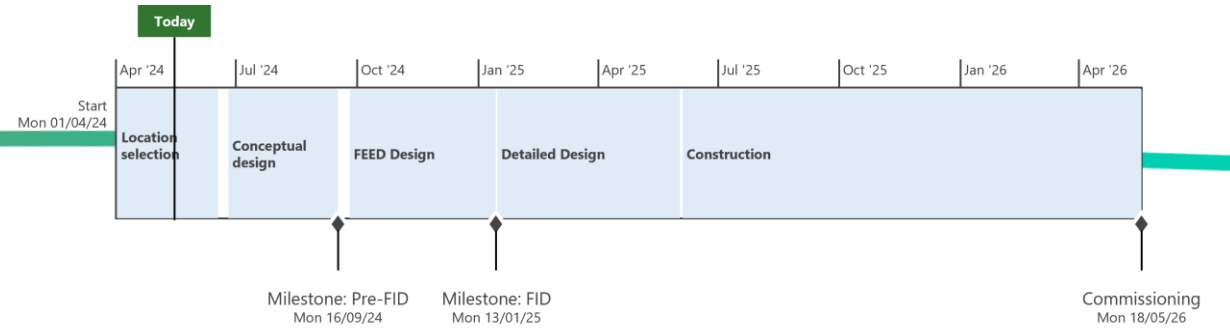 Today
Apr '24
Jul '24
Oct '24
Jan '25
Apr '25
Jul '25
Oct '25
Jan '26
Apr '26
Start
Mon 01/04/24
Location
selection
Conceptual
design
FEED Design
Detailed Design
Construction
Milestone: Pre-FID
Mon 16/09/24
Milestone: FID
Mon 13/01/25
Commissioning
Mon 18/05/26